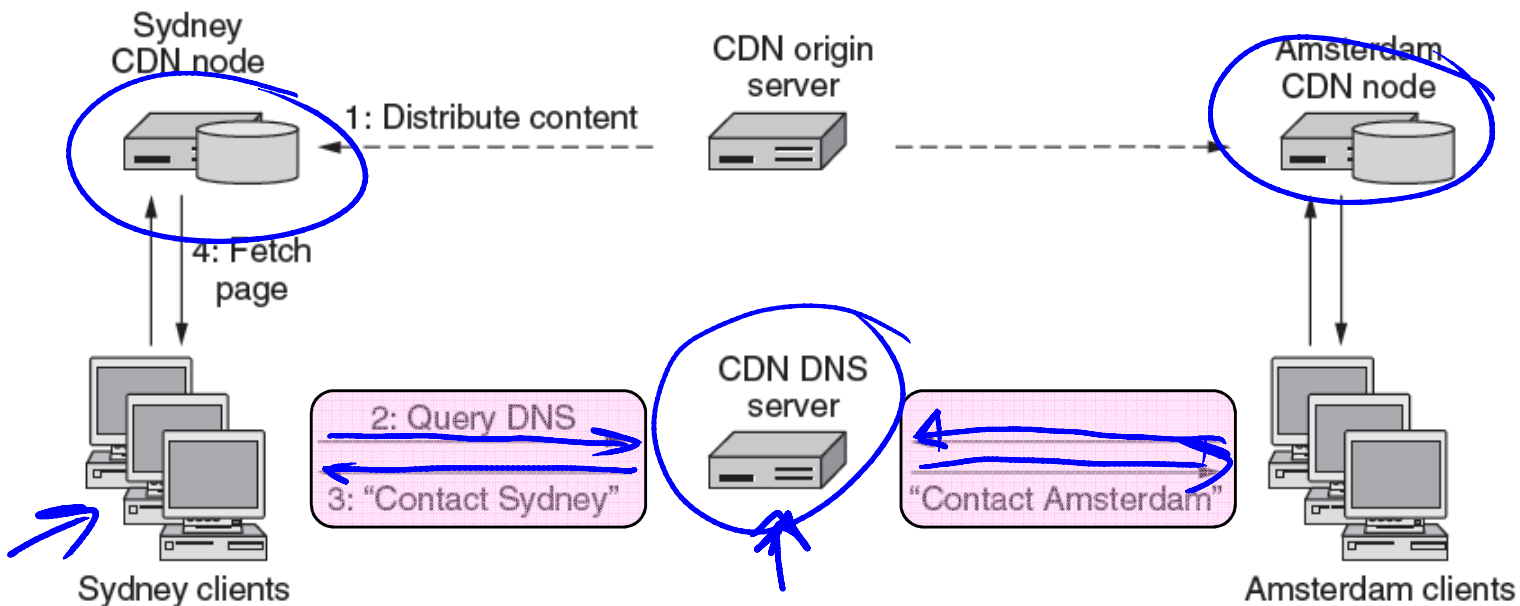 Sydney
CDN node
CDN origin
server
Amsterdam
CDN node
1: Distribute content
4: Fetch
page
CDN DNS
server
2: Query DNS
3: “Contact Sydney”
“Contact Amsterdam”
Sydney clients
Amsterdam clients